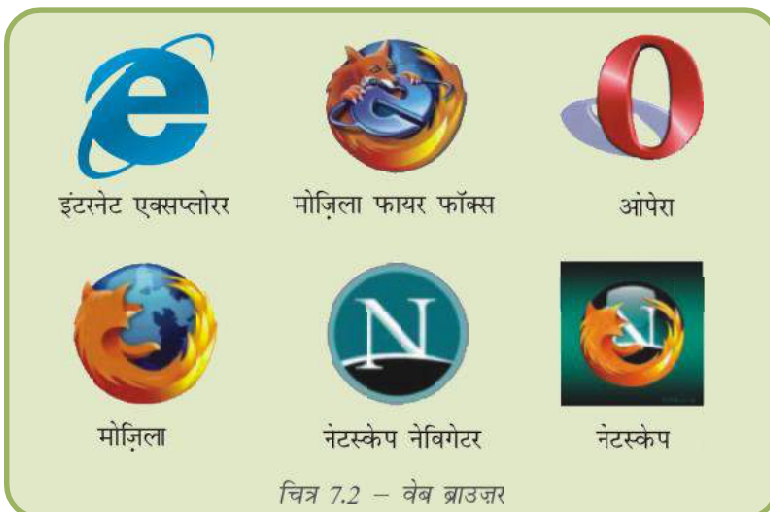 इंटरनेट एक्सप्लोरर मोज़िला फायर फॉक्स ऑपेरा
मोज़िला नेटस्केप नेविगेटर नेटस्केप
चित्र 7.2 – वेब ब्राउज़र